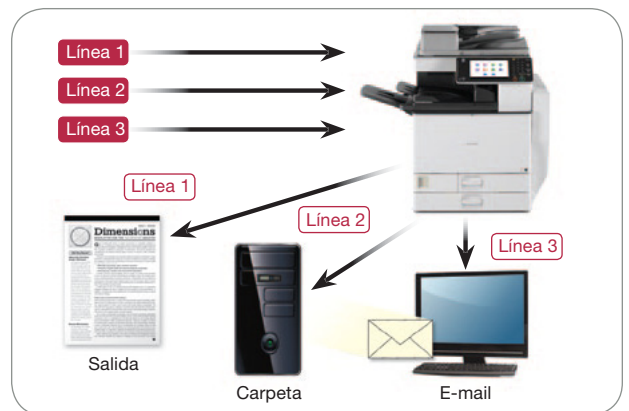 Línea 1
Línea 2
Línea 3
Línea 1
Línea 2
Línea 3
Dimensions
Salida
Carpeta
E-mail